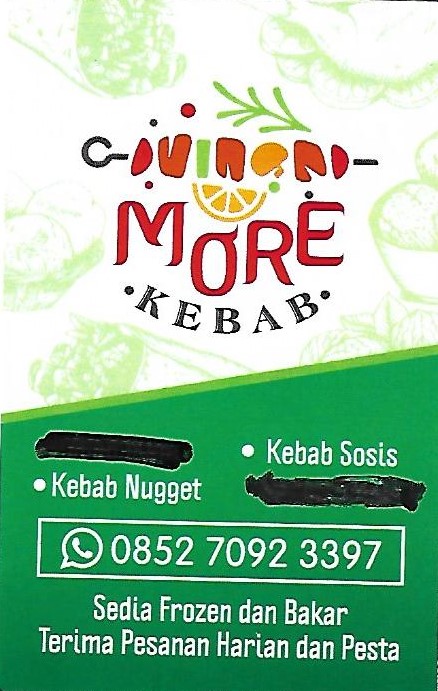 MORE
KEBAB
• Kebab Sosis
• Kebab Nugget
0852 7092 3397
Sedia Frozen dan Bakar
Terima Pesanan Harian dan Pesta